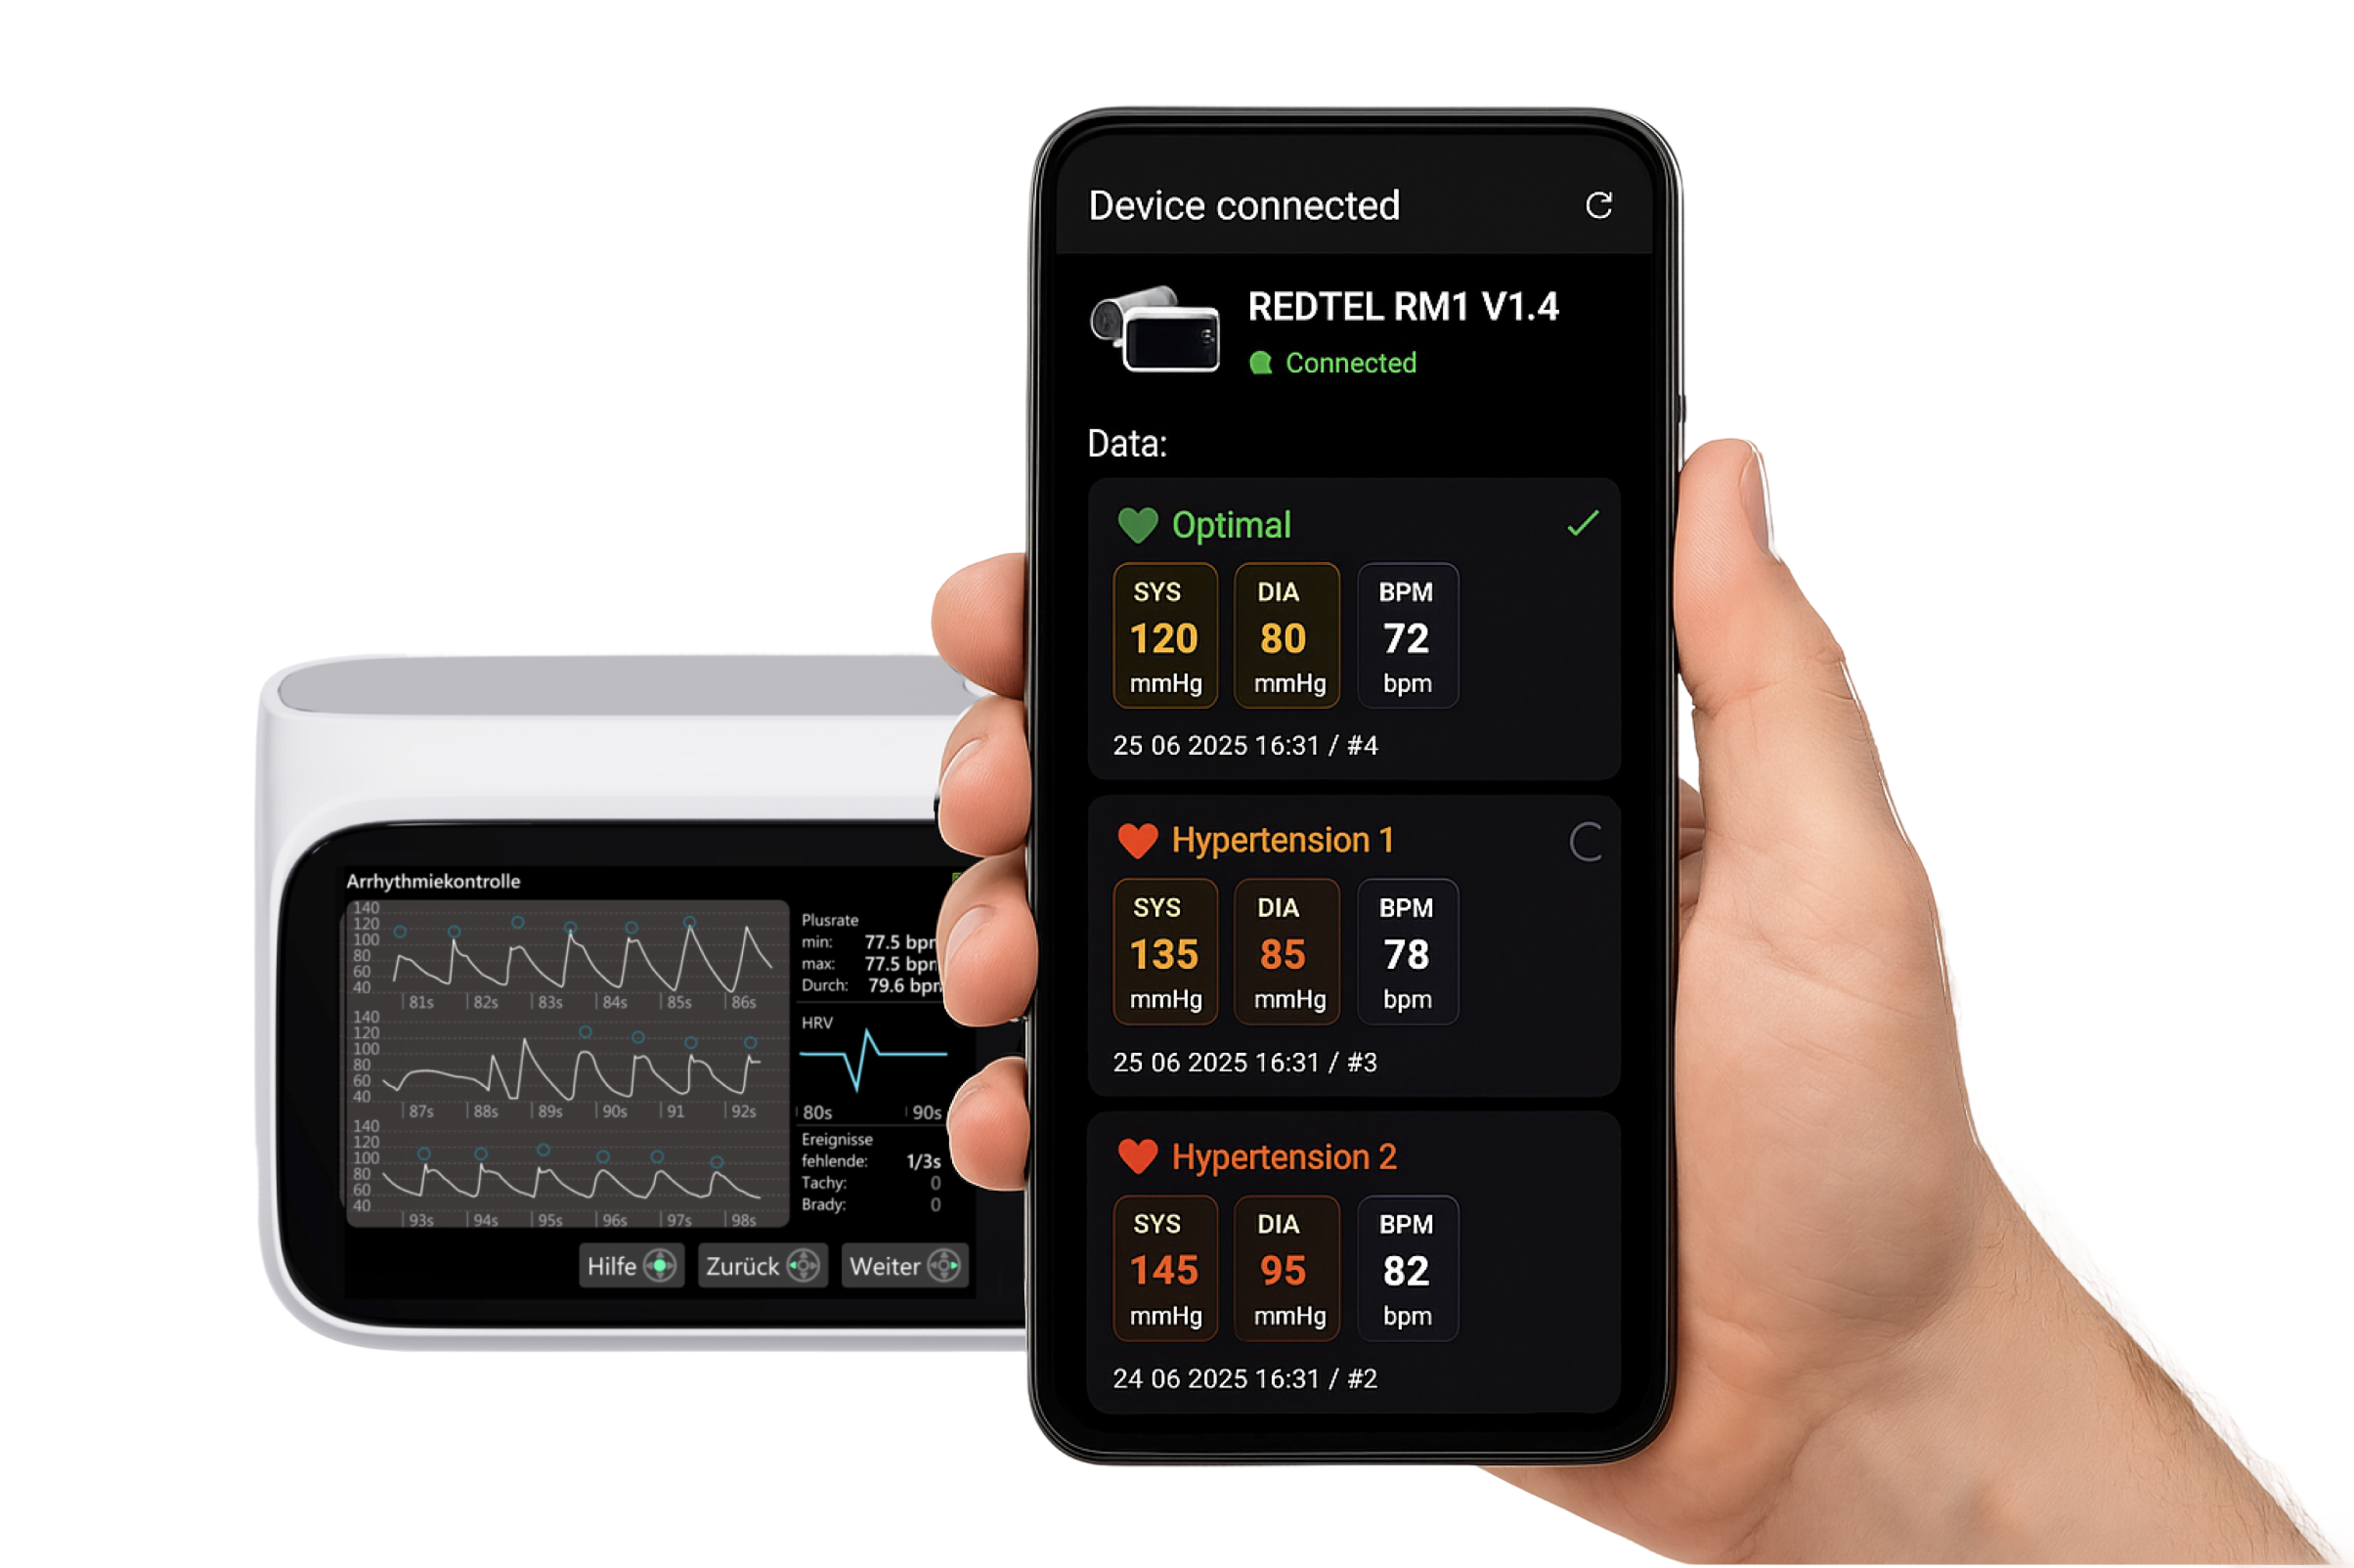 Device connected
REDTEL RM1 V1.4
Connected
Data:
Optimal
SYS DIA BPM
120 80 72
mmHg mmHg bpm
25 06 2025 16:31 / #4
Hypertension 1
SYS DIA BPM
135 85 78
mmHg mmHg bpm
25 06 2025 16:31 / #3
Hypertension 2
SYS DIA BPM
145 95 82
mmHg mmHg bpm
24 06 2025 16:31 / #2
Arrhythmiekontrolle
140
120
100
80
60
40
81s 82s 83s 84s 85s 86s
140
120
100
80
60
40
87s 88s 89s 90s 91 92s
140
120
100
80
60
40
93s 94s 95s 96s 97s 98s
Plusrate
min: 77.5 bpm
max: 77.5 bpm
Durch: 79.6 bpm
HRV
80s 90s
Ereignisse
fehlende: 1/3s
Tachy: 0
Brady: 0
Hilfe Zurück Weiter